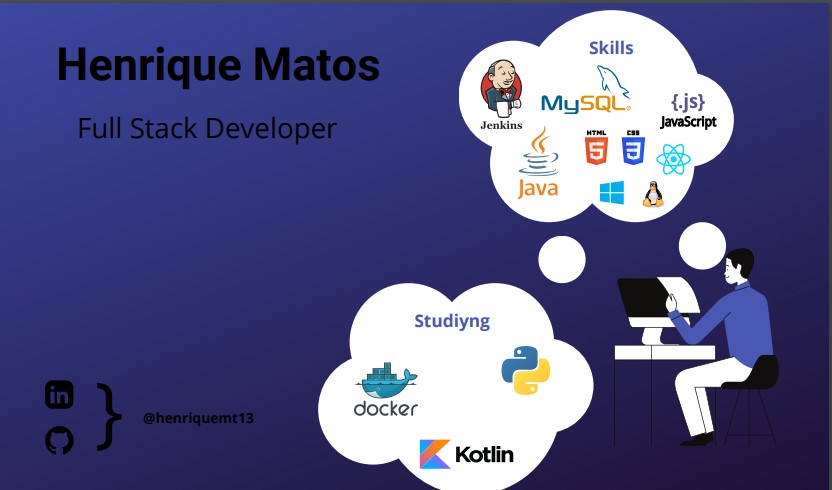 Henrique Matos
Full Stack Developer
Skills
Jenkins
MySQL®
{.js}
JavaScript
Java
HTML
5
CSS
3
Studiyng
docker
Kotlin
in
}
@henriquemt13